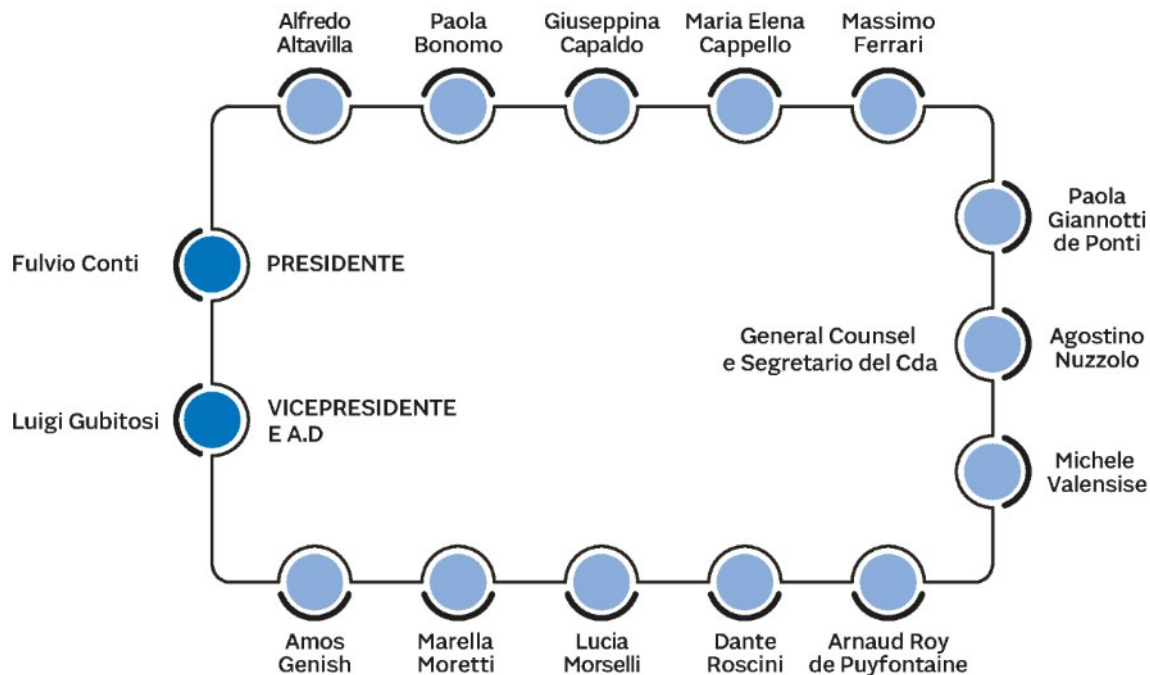 Alfredo
Altavilla
Paola
Bonomo
Giuseppina
Capaldo
Maria Elena
Cappello
Massimo
Ferrari
Paola
Giannotti
de Ponti
Fulvio Conti
PRESIDENTE
General Counsel
e Segretario del Cda
Agostino
Nuzzolo
Luigi Gubitosi
VICEPRESIDENTE
E A.D
Michele
Valensise
Amos
Genish
Marella
Moretti
Lucia
Morselli
Dante
Roscini
Arnaud Roy
de Puyfontaine